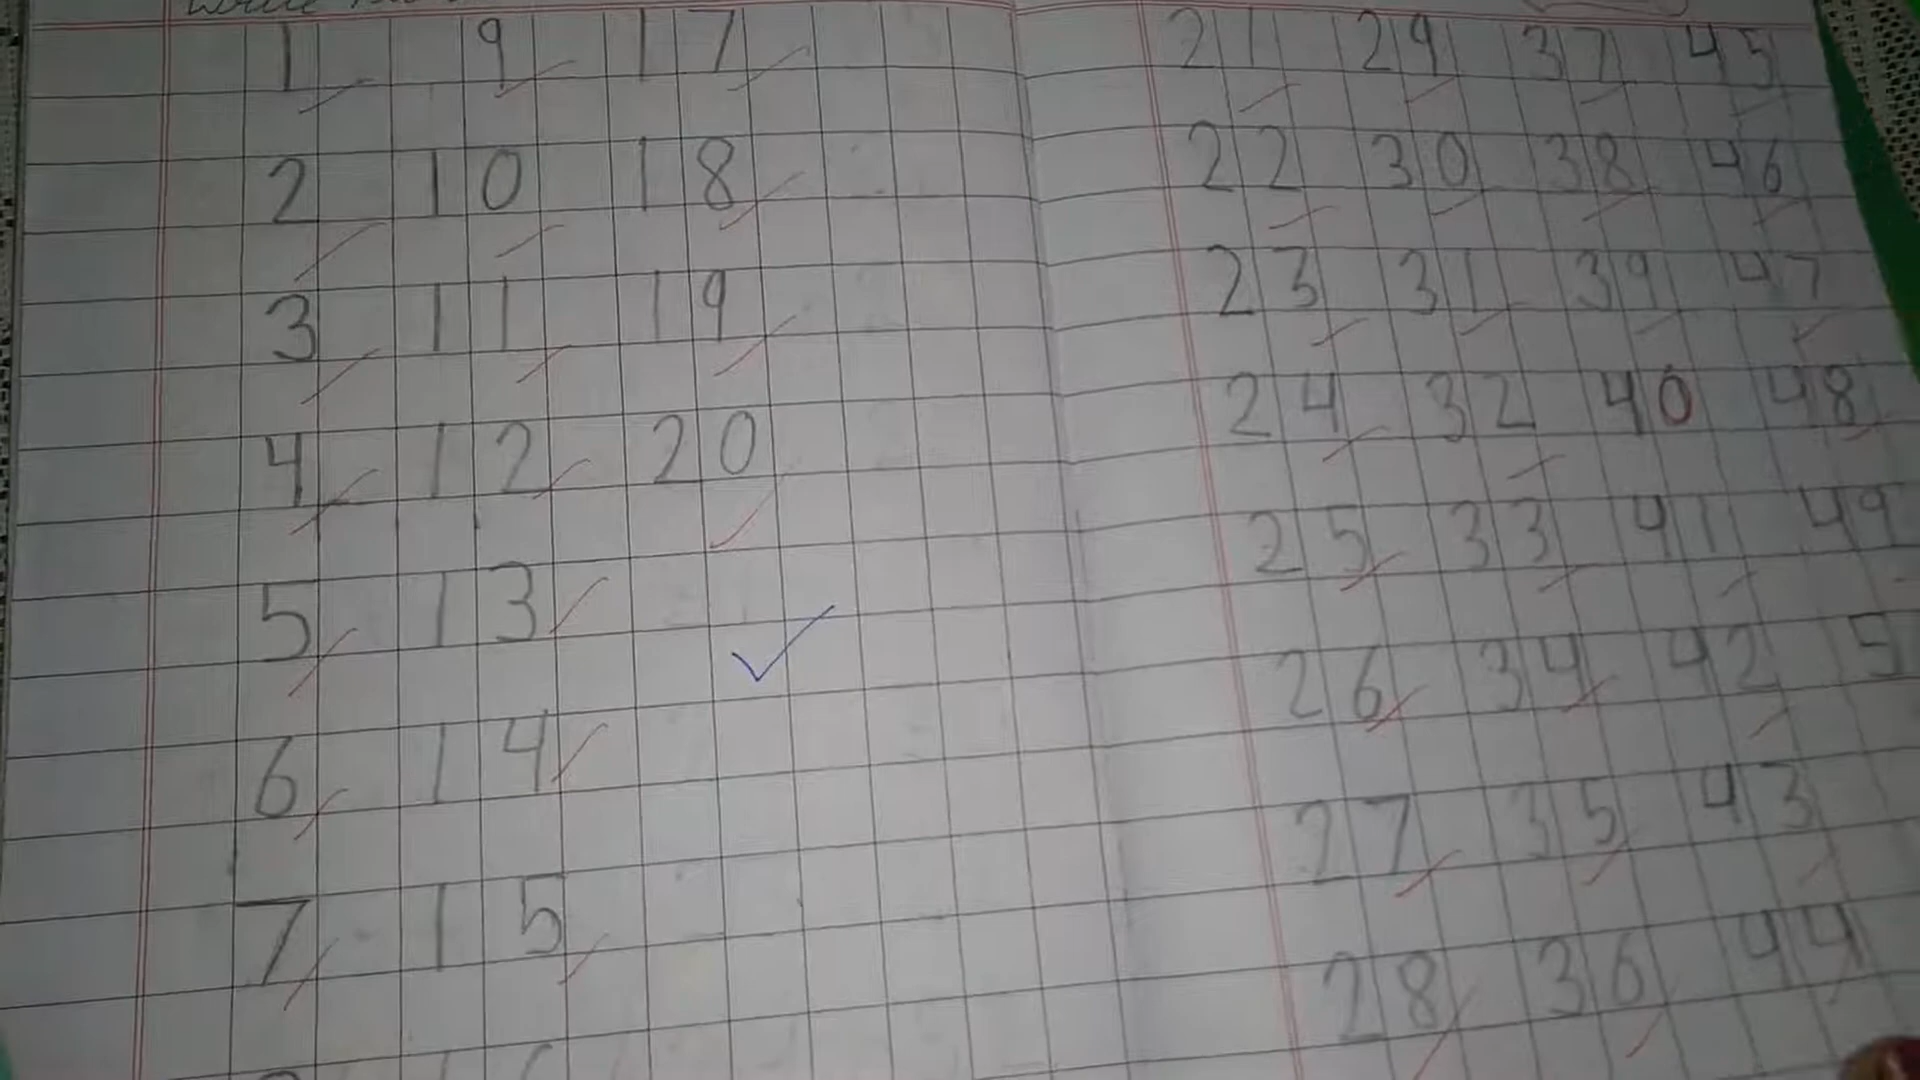 1 9 17
2 10 18
3 11 19
4 12 20
5 13
6 14
7 15
21 29 37 45
22 30 38 46
23 31 39 47
24 32 40 48
25 33 41 49
26 34 42 5
27 35 43
28 36 44